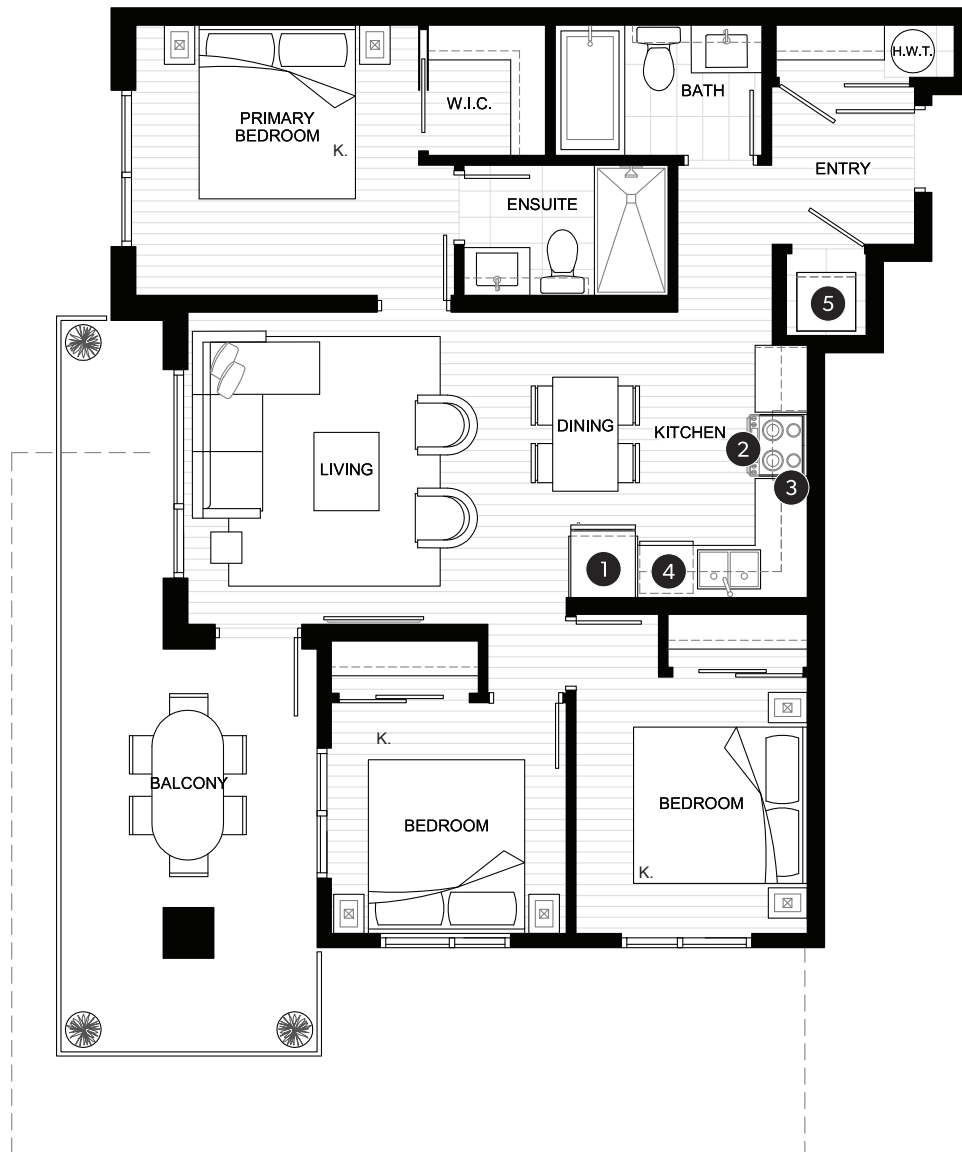 H.W.T.
BATH
W.I.C.
PRIMARY
BEDROOM
K.
ENTRY
ENSUITE
5
DINING
KITCHEN
2
LIVING
3
1
4
K.
BALCONY
BEDROOM
BEDROOM
K.